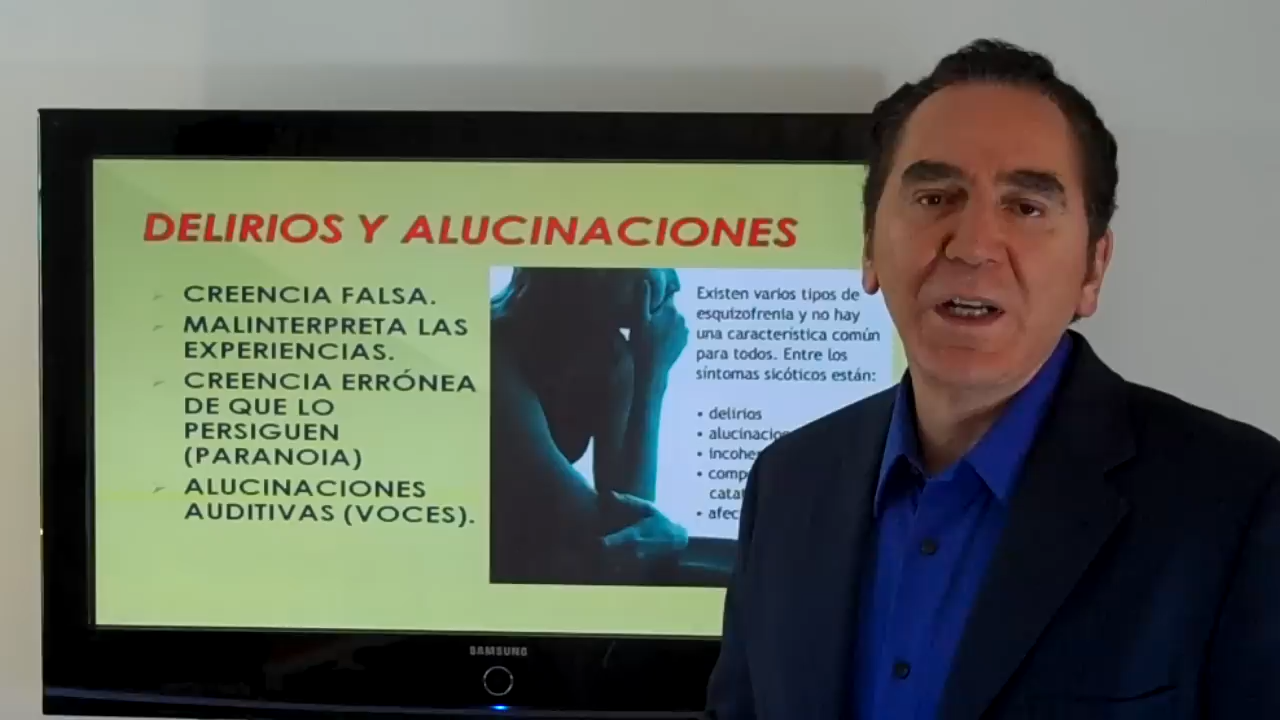 DELIRIOS Y ALUCINACIONES
CREENCIA FALSA.
MALINTERPRETA LAS
EXPERIENCIAS.
CREENCIA ERRÓNEA
DE QUE LO
PERSIGUEN
(PARANOIA)
ALUCINACIONES
AUDITIVAS (VOCES).
Existen varios tipos de
esquizofrenia y no hay
una característica común
para todos. Entre los
síntomas sicóticos están:
• delirios
SAMSUNG